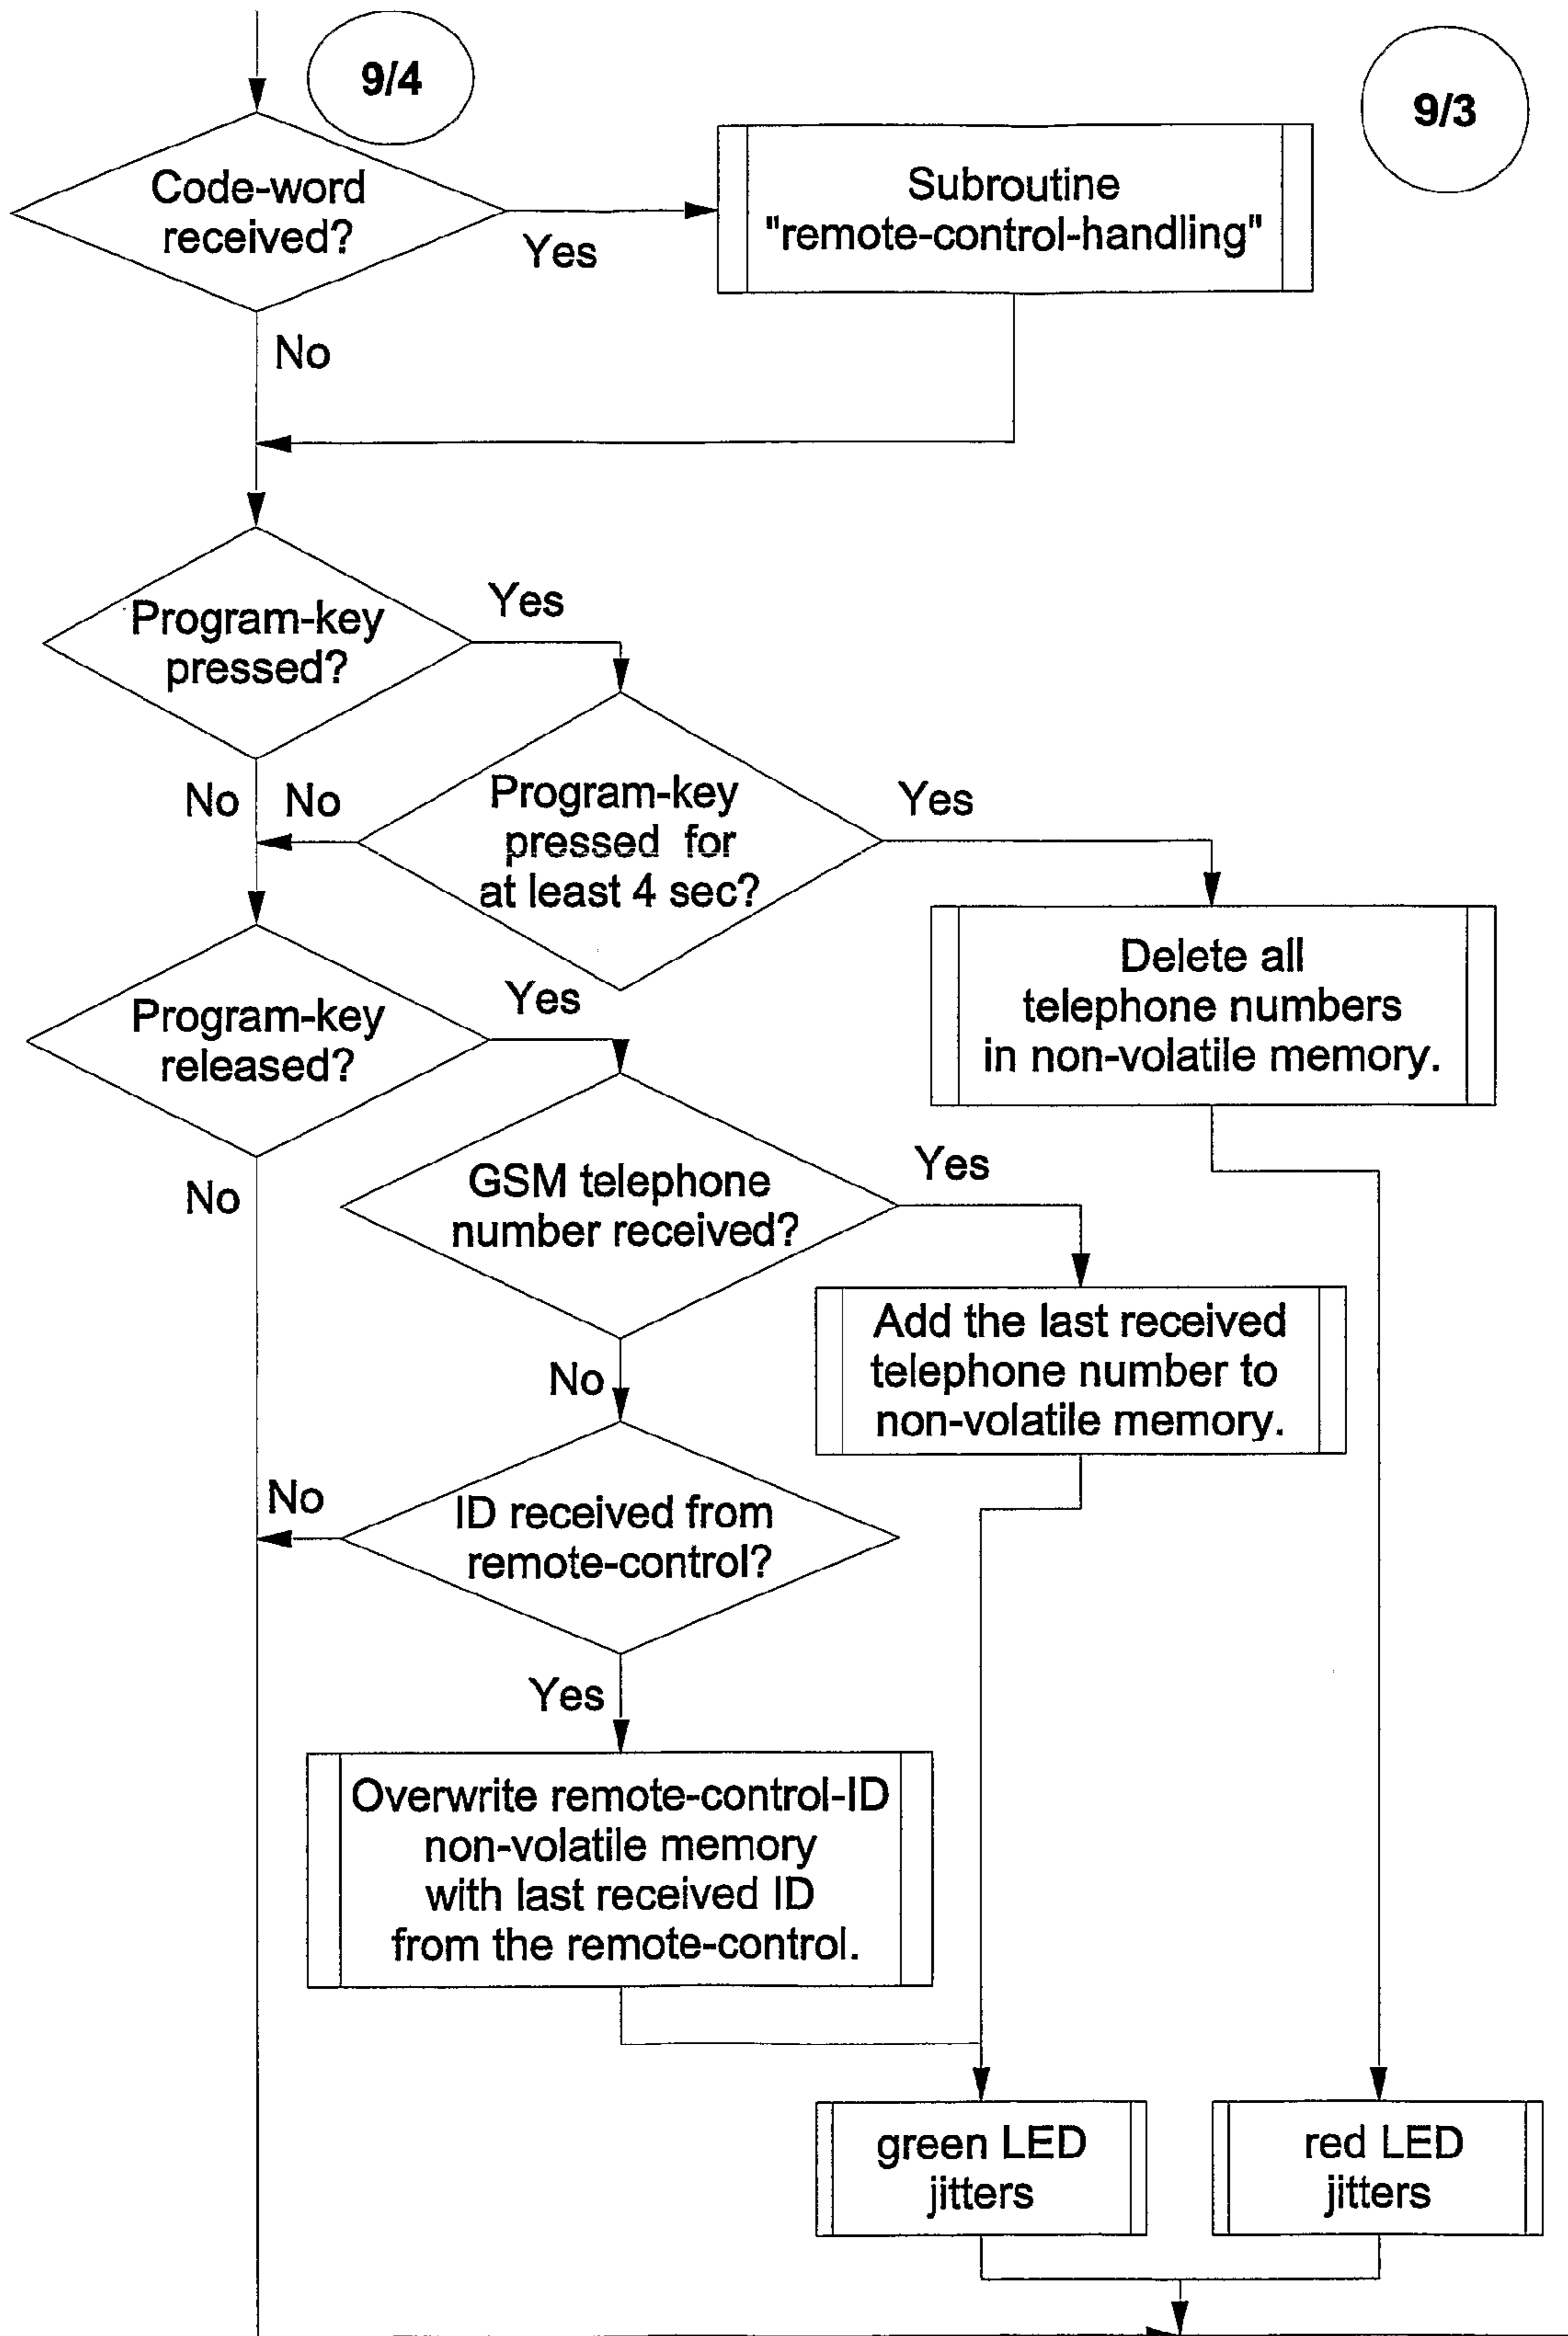 9/4
9/3
Code-word
received?
Yes
Subroutine
"remote-control-handling"
No
Program-key
pressed?
Yes
No
No
Program-key
pressed for
at least 4 sec?
Yes
Delete all
telephone numbers
in non-volatile memory.
Program-key
released?
Yes
No
GSM telephone
number received?
Yes
Add the last received
telephone number to
non-volatile memory.
No
ID received from
remote-control?
No
Yes
Overwrite remote-control-ID
non-volatile memory
with last received ID
from the remote-control.
green LED
jitters
red LED
jitters